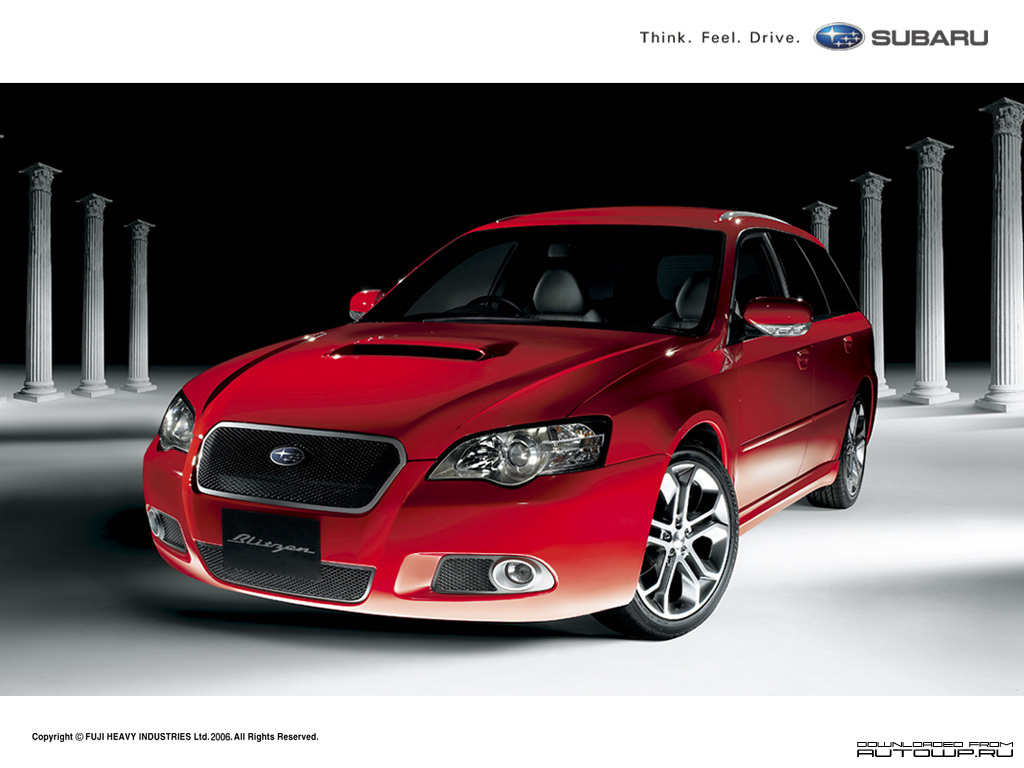 Think. Feel. Drive. SUBARU
Blitzen
Copyright © FUJI HEAVY INDUSTRIES Ltd.2006.All Rights Reserved.
DOWNLOADED FROM
AUTOWP.RU